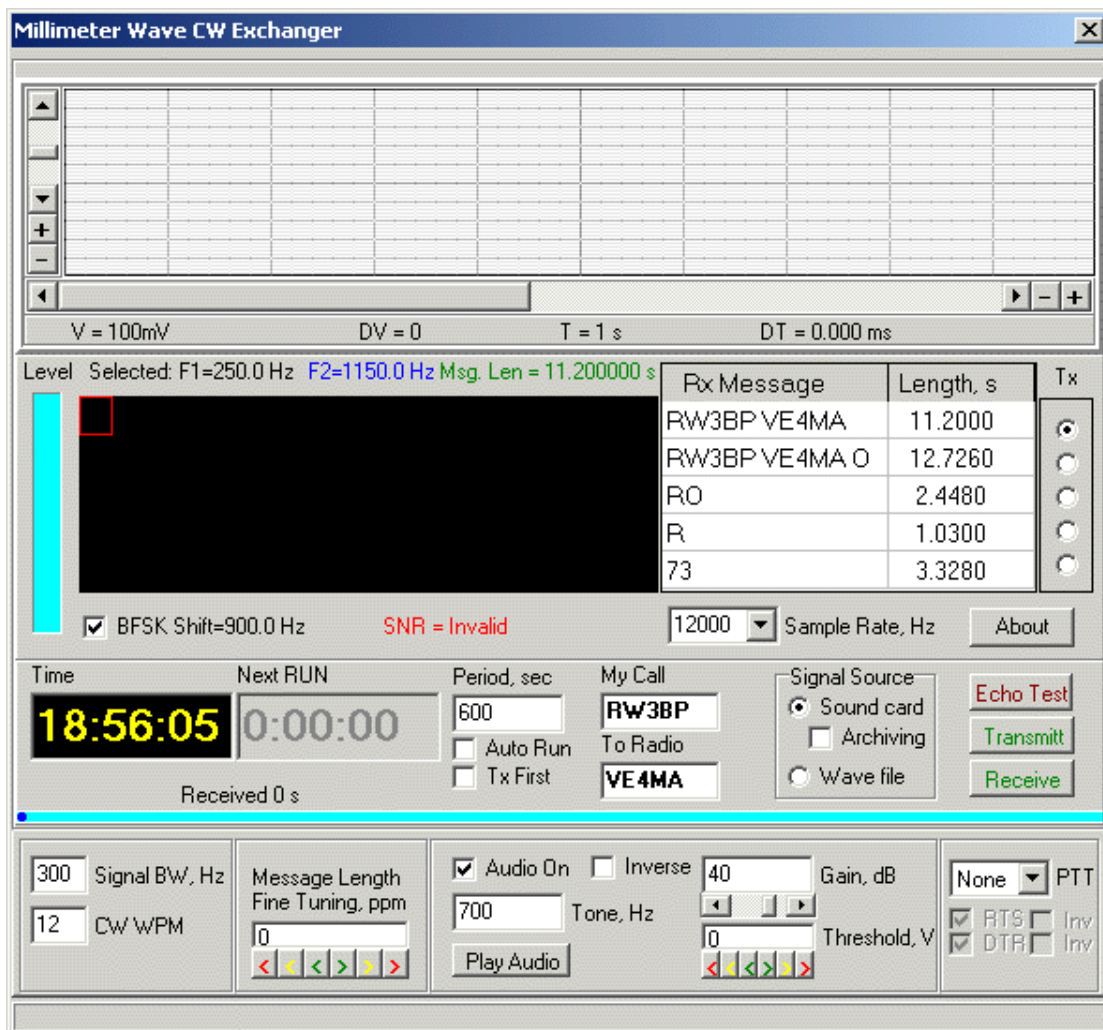 Millimeter Wave CW Exchanger
+
−
− +
V = 100mV DV = 0 T = 1 s DT = 0.000 ms
Level Selected: F1=250.0 Hz F2=1150.0 Hz Msg. Len = 11.200000 s
Rx Message Length, s Tx
RW3BP VE4MA 11.2000
RW3BP VE4MA O 12.7260
RO 2.4480
R 1.0300
73 3.3280
BFSK Shift=900.0 Hz SNR = Invalid 12000 Sample Rate, Hz About
Time Next RUN Period, sec My Call Signal Source
18:56:05 0:00:00 600 RW3BP Sound card Echo Test
Auto Run To Radio Archiving Transmitt
Tx First VE4MA Wave file Receive
Received 0 s
300 Signal BW, Hz
12 CW WPM
Message Length
Fine Tuning, ppm
0
< < < > > >
Audio On Inverse
700 Tone, Hz
Play Audio
40 Gain, dB
0 Threshold, V
< < < > > >
None PTT
RTS Inv
DTR Inv